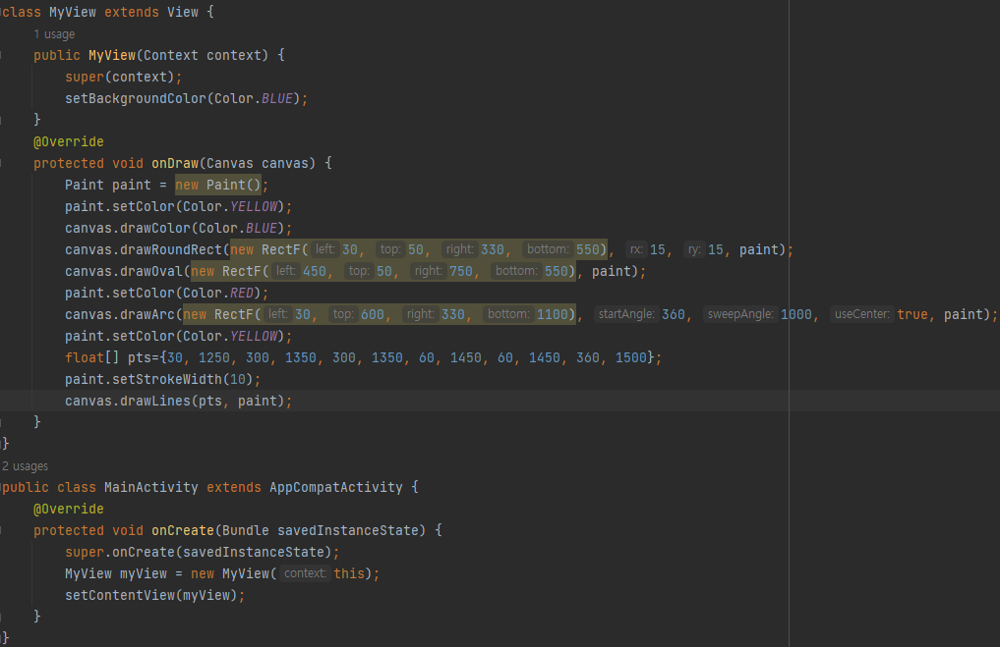 class MyView extends View {
1 usage
public MyView(Context context) {
super(context);
setBackgroundColor(Color.BLUE);
}
@Override
protected void onDraw(Canvas canvas) {
Paint paint = new Paint();
paint.setColor(Color.YELLOW);
canvas.drawColor(Color.BLUE);
canvas.drawRoundRect(new RectF( left: 30, top: 50, right: 330, bottom: 550), rx: 15, ry: 15, paint);
canvas.drawOval(new RectF( left: 450, top: 50, right: 750, bottom: 550), paint);
paint.setColor(Color.RED);
canvas.drawArc(new RectF( left: 30, top: 600, right: 330, bottom: 1100), startAngle: 360, sweepAngle: 1000, useCenter: true, paint);
paint.setColor(Color.YELLOW);
float[] pts={30, 1250, 300, 1350, 300, 1350, 60, 1450, 60, 1450, 360, 1500};
paint.setStrokeWidth(10);
canvas.drawLines(pts, paint);
}
}
2 usages
public class MainActivity extends AppCompatActivity {
@Override
protected void onCreate(Bundle savedInstanceState) {
super.onCreate(savedInstanceState);
MyView myView = new MyView( context: this);
setContentView(myView);
}
}